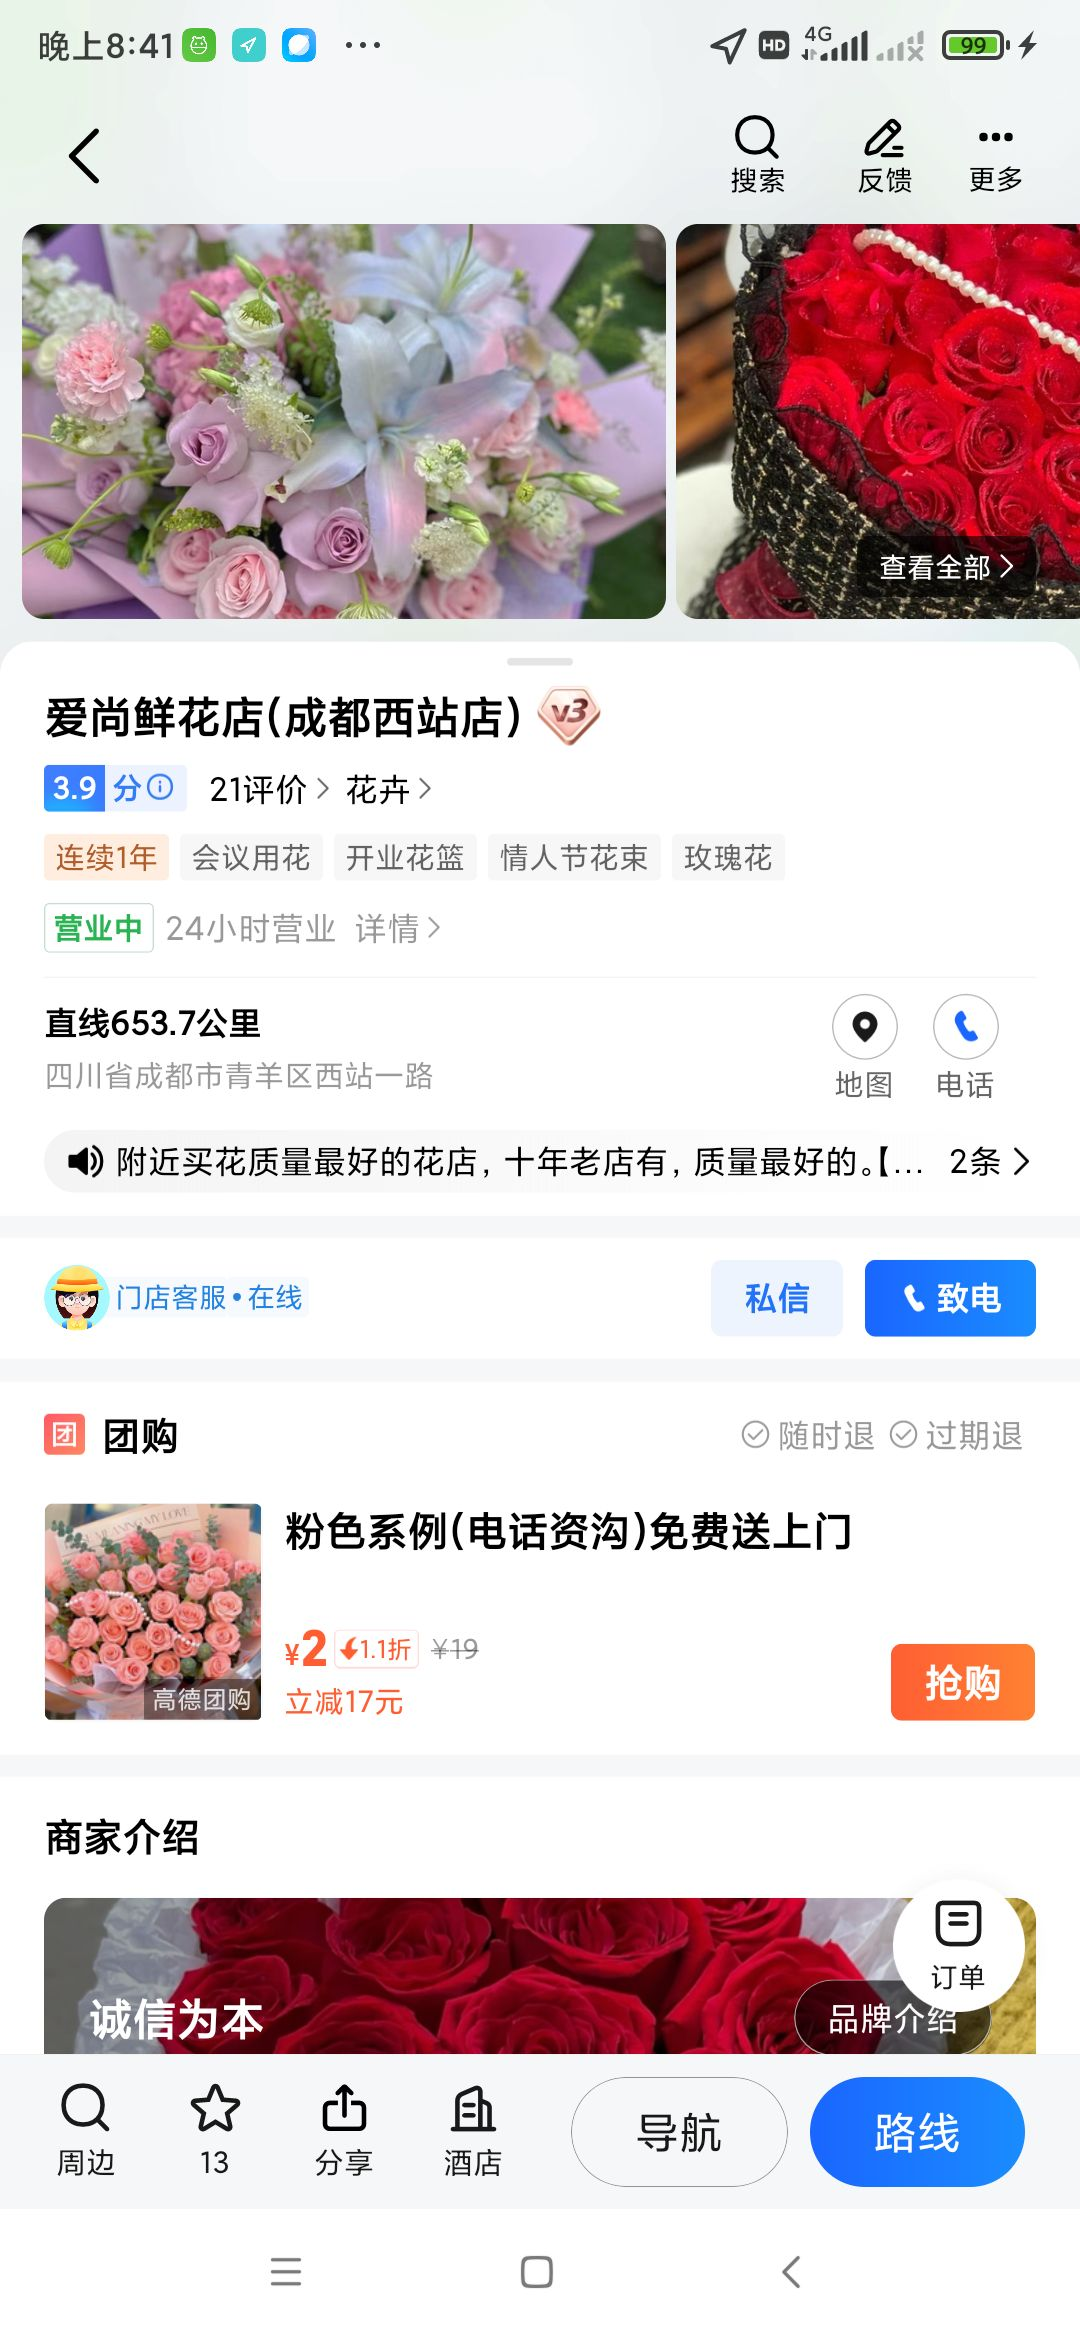 晚上8:41
HD 4G 99
搜索 反馈 更多
查看全部
爱尚鲜花店(成都西站店) v3
3.9 分 21评价 花卉
连续1年 会议用花 开业花篮 情人节花束 玫瑰花
营业中 24小时营业 详情
直线653.7公里
四川省成都市青羊区西站一路
地图 电话
附近买花质量最好的花店，十年老店有，质量最好的。【... 2条
门店客服•在线 私信 致电
团 团购 随时退 过期退
粉色系例(电话资沟)免费送上门
¥2 1.1折 ¥19
立减17元
抢购
高德团购
商家介绍
诚信为本
品牌介绍
订单
周边 13 分享 酒店 导航 路线